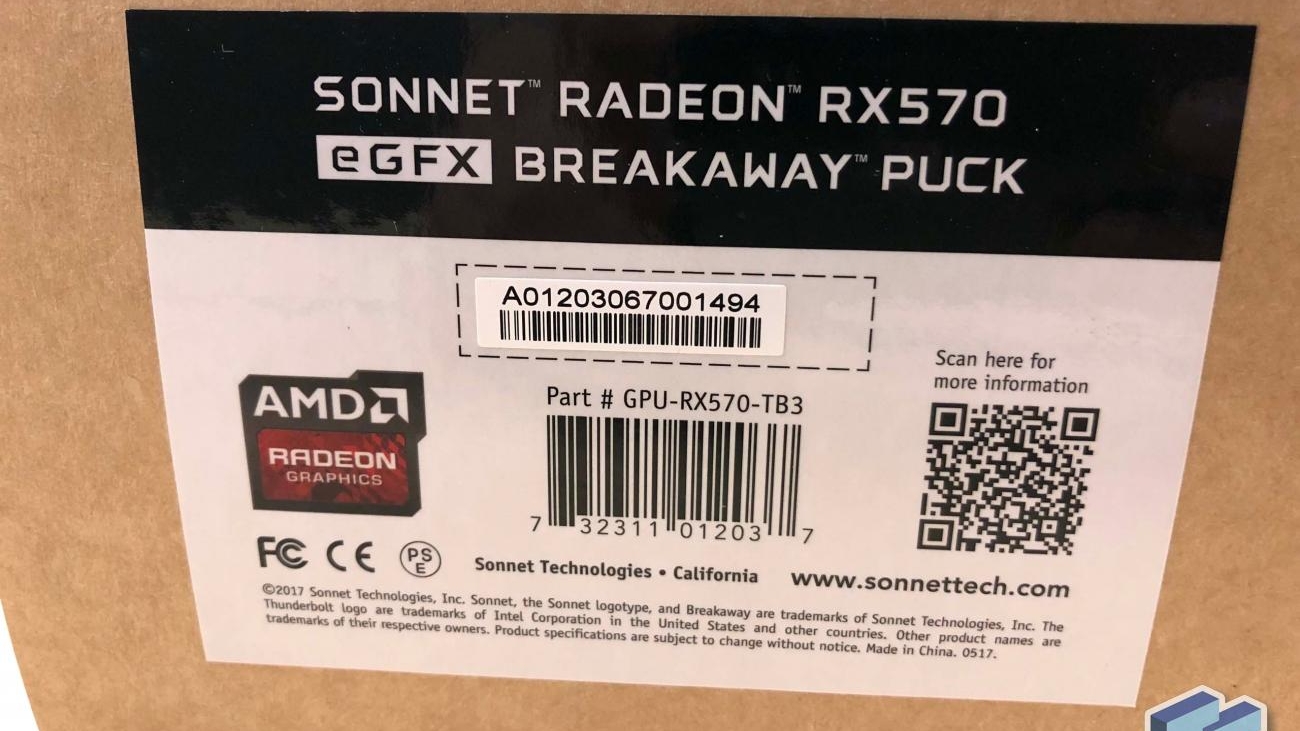 SONNET™ RADEON™ RX570
eGFX BREAKAWAY™ PUCK
A01203067001494
Part # GPU-RX570-TB3
7 32311 01203 7
Scan here for
more information
AMD
RADEON
GRAPHICS
FC CE PS E
Sonnet Technologies • California
www.sonnettech.com
©2017 Sonnet Technologies, Inc. Sonnet, the Sonnet logotype, and Breakaway are trademarks of Sonnet Technologies, Inc. The
Thunderbolt logo are trademarks of Intel Corporation in the United States and other countries. Other product names are
trademarks of their respective owners. Product specifications are subject to change without notice. Made in China. 0517.